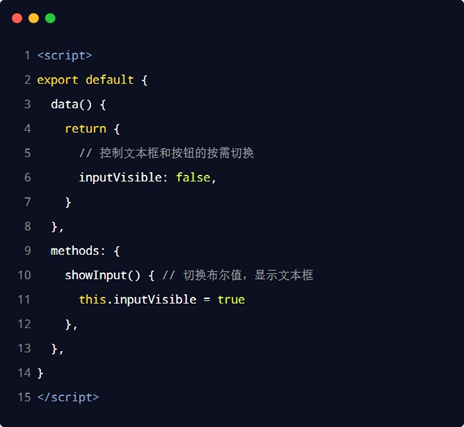 1 <script>
2 export default {
3 data() {
4 return {
5 // 控制文本框和按钮的按需切换
6 inputVisible: false,
7 }
8 },
9 methods: {
10 showInput() { // 切换布尔值，显示文本框
11 this.inputVisible = true
12 },
13 },
14 }
15 </script>